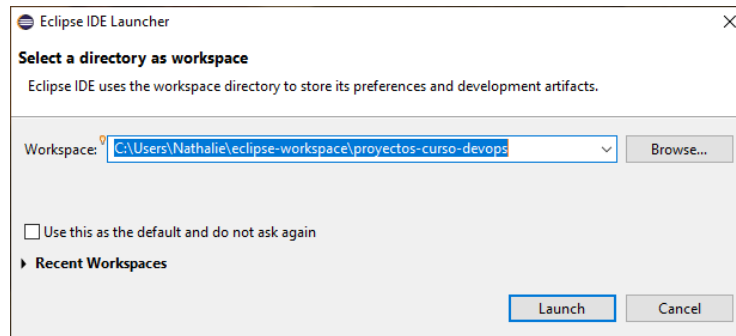 Eclipse IDE Launcher
Select a directory as workspace
Eclipse IDE uses the workspace directory to store its preferences and development artifacts.
Workspace: C:\Users\Nathalie\eclipse-workspace\proyectos-curso-devops Browse...
Use this as the default and do not ask again
Recent Workspaces
Launch Cancel